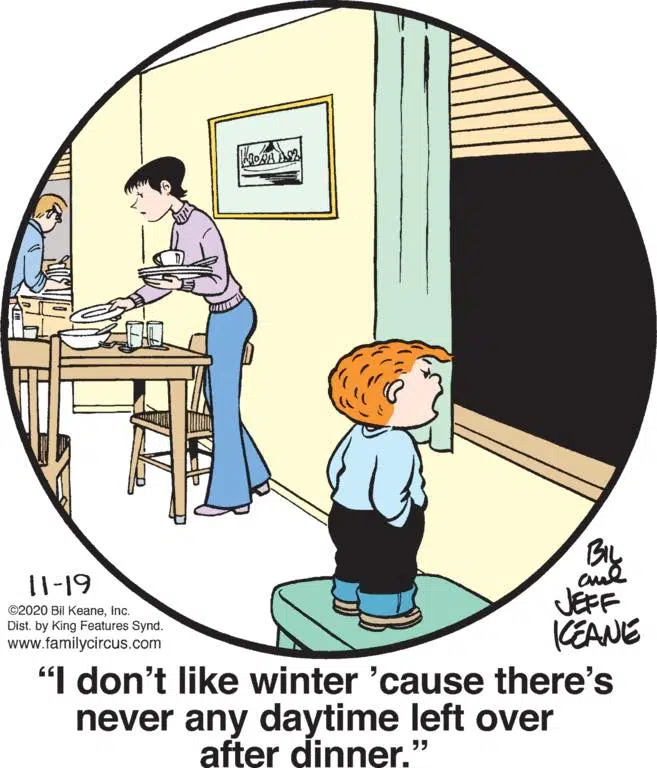 BIL
and
JEFF
KEANE
11-19
©2020 Bil Keane, Inc.
Dist. by King Features Synd.
www.familycircus.com
“I don’t like winter ’cause there’s
never any daytime left over
after dinner.”